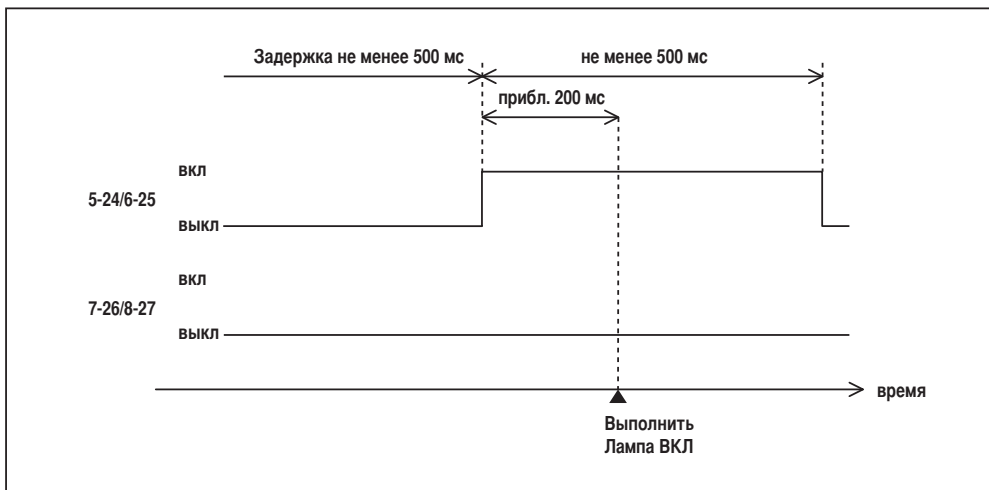 Задержка не менее 500 мс
не менее 500 мс
прибл. 200 мс
вкл
5-24/6-25
выкл
вкл
7-26/8-27
выкл
время
Выполнить
Лампа ВКЛ